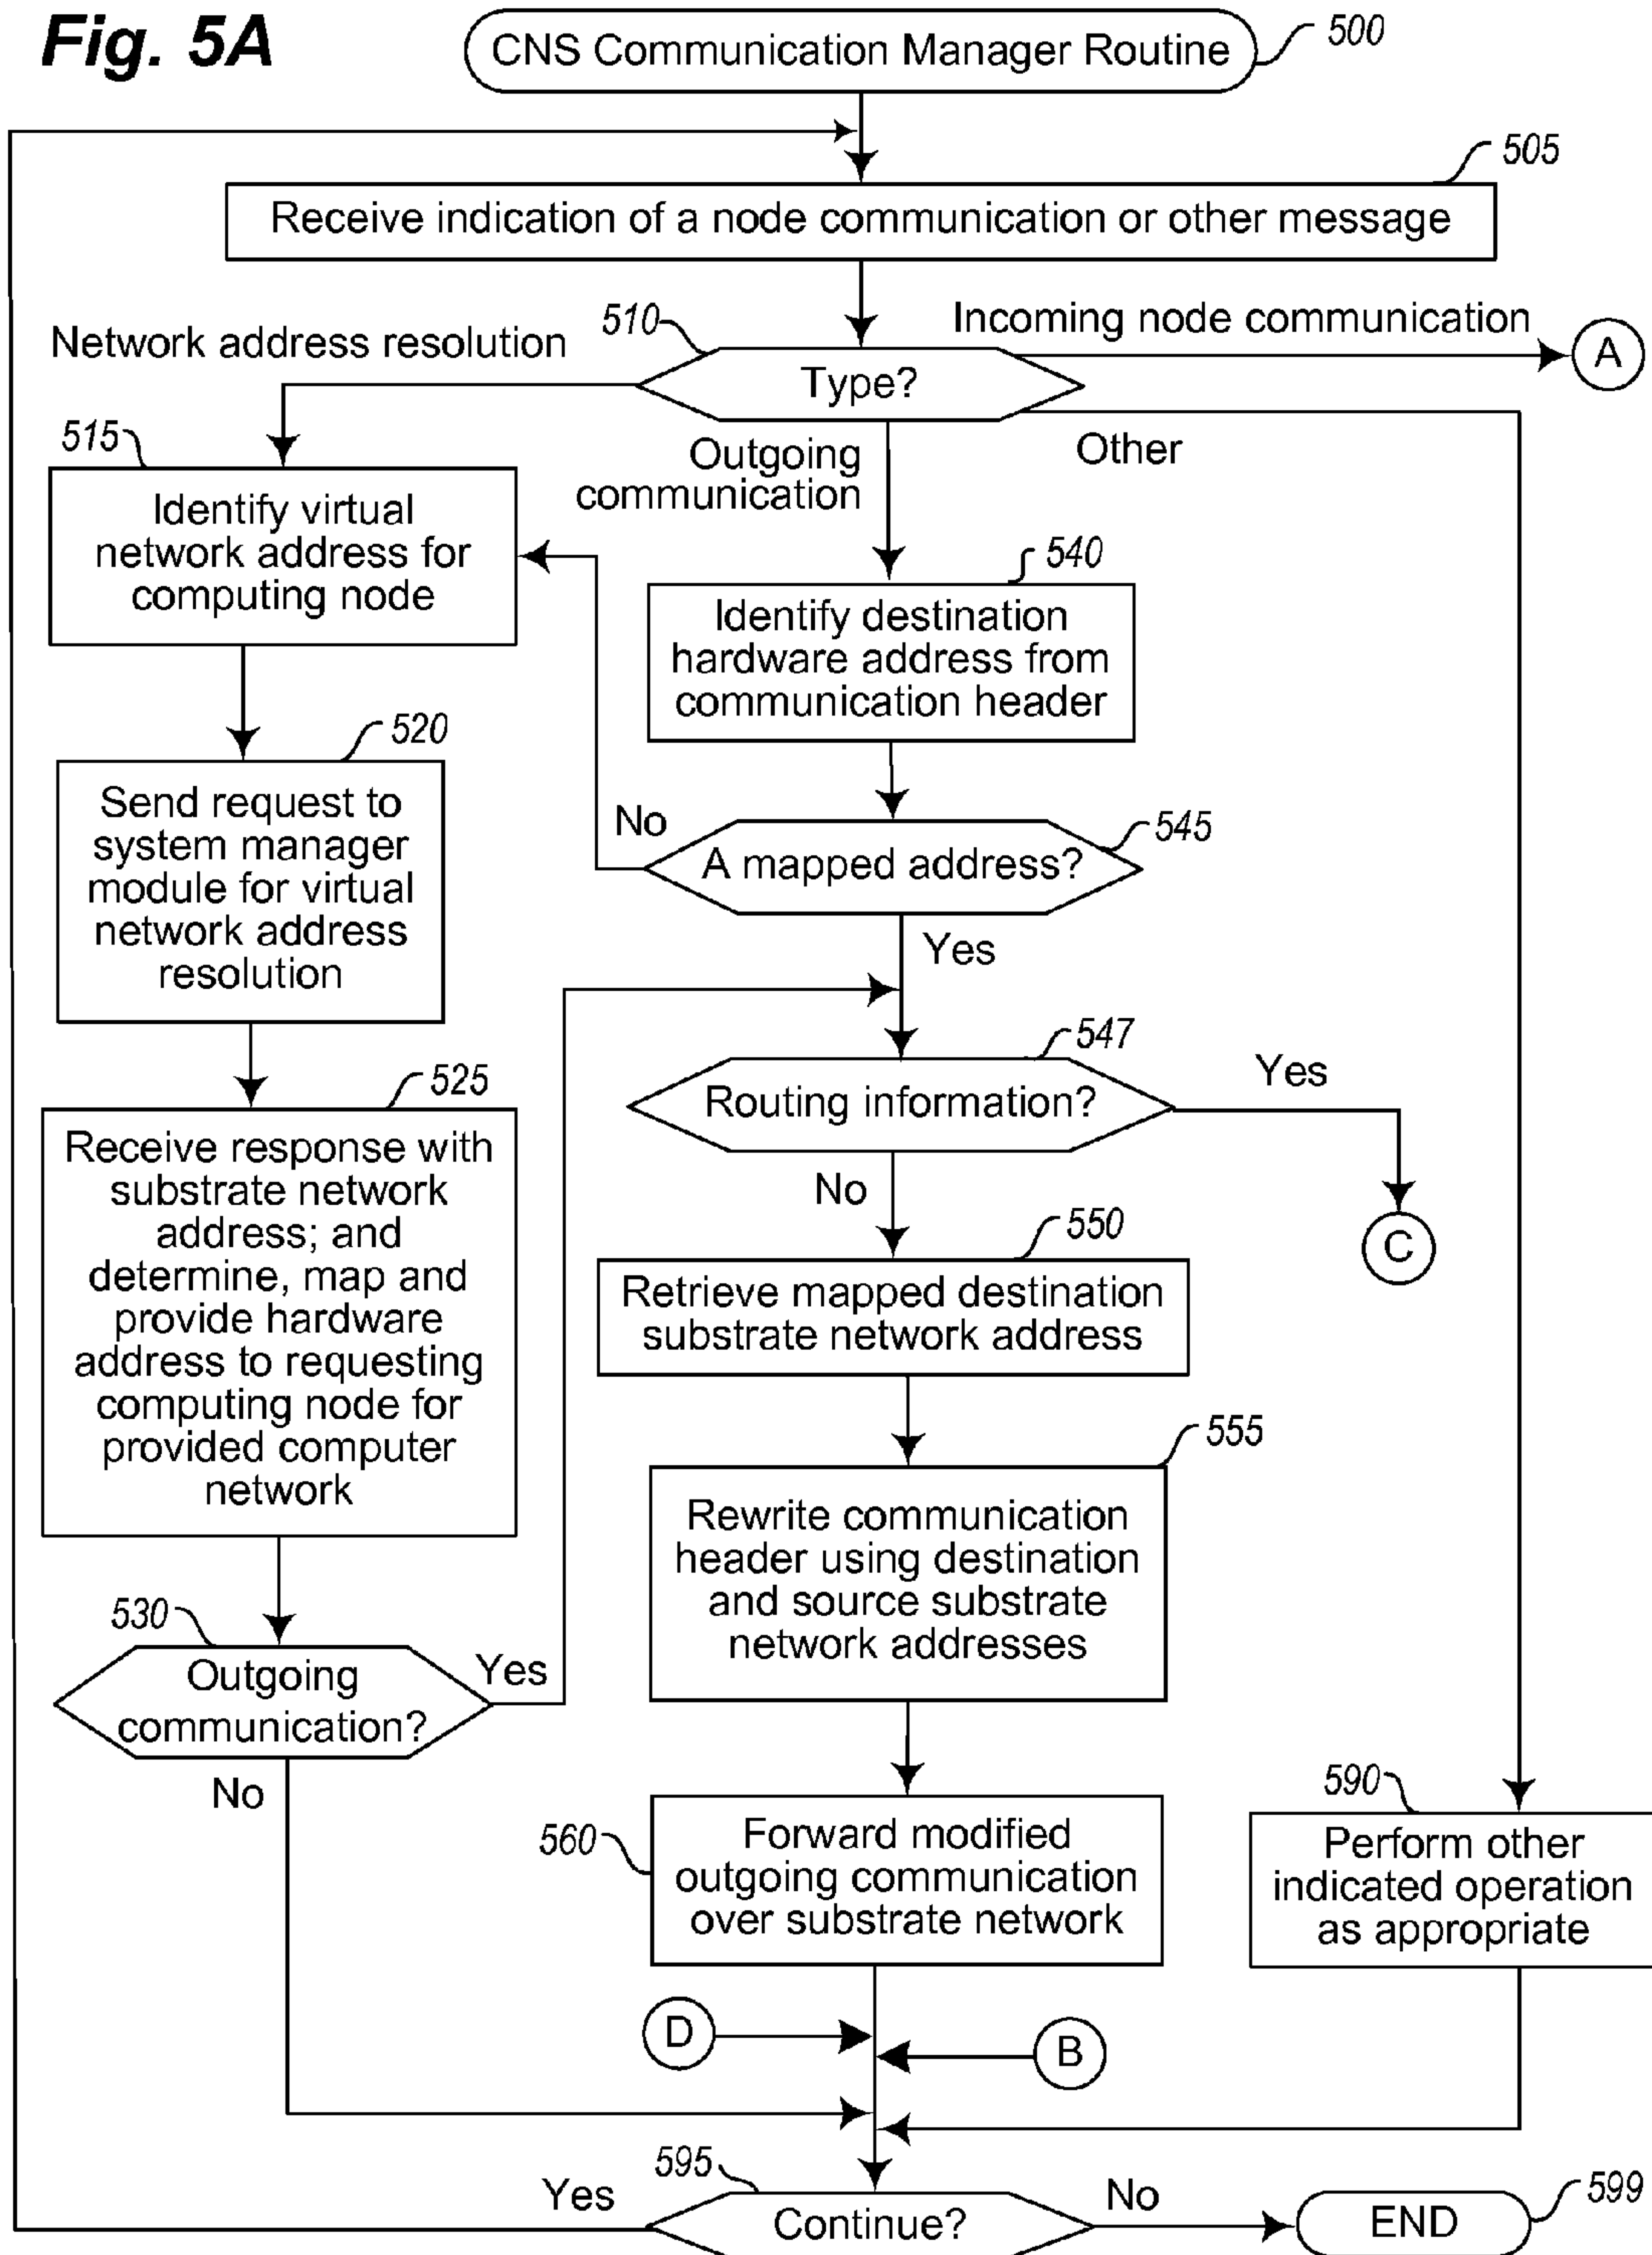 Fig. 5A
CNS Communication Manager Routine
500
505
Receive indication of a node communication or other message
Network address resolution
510
Incoming node communication
A
Type?
515
Outgoing
communication
Other
Identify virtual
network address for
computing node
540
Identify destination
hardware address from
communication header
520
Send request to
system manager
module for virtual
network address
resolution
No
545
A mapped address?
Yes
547
Routing information?
Yes
C
525
Receive response with
substrate network
address; and
determine, map and
provide hardware
address to requesting
computing node for
provided computer
network
No
550
Retrieve mapped destination
substrate network address
555
Rewrite communication
header using destination
and source substrate
network addresses
530
Outgoing
communication?
Yes
No
560
Forward modified
outgoing communication
over substrate network
590
Perform other
indicated operation
as appropriate
D
B
595
Yes
Continue?
No
END
599